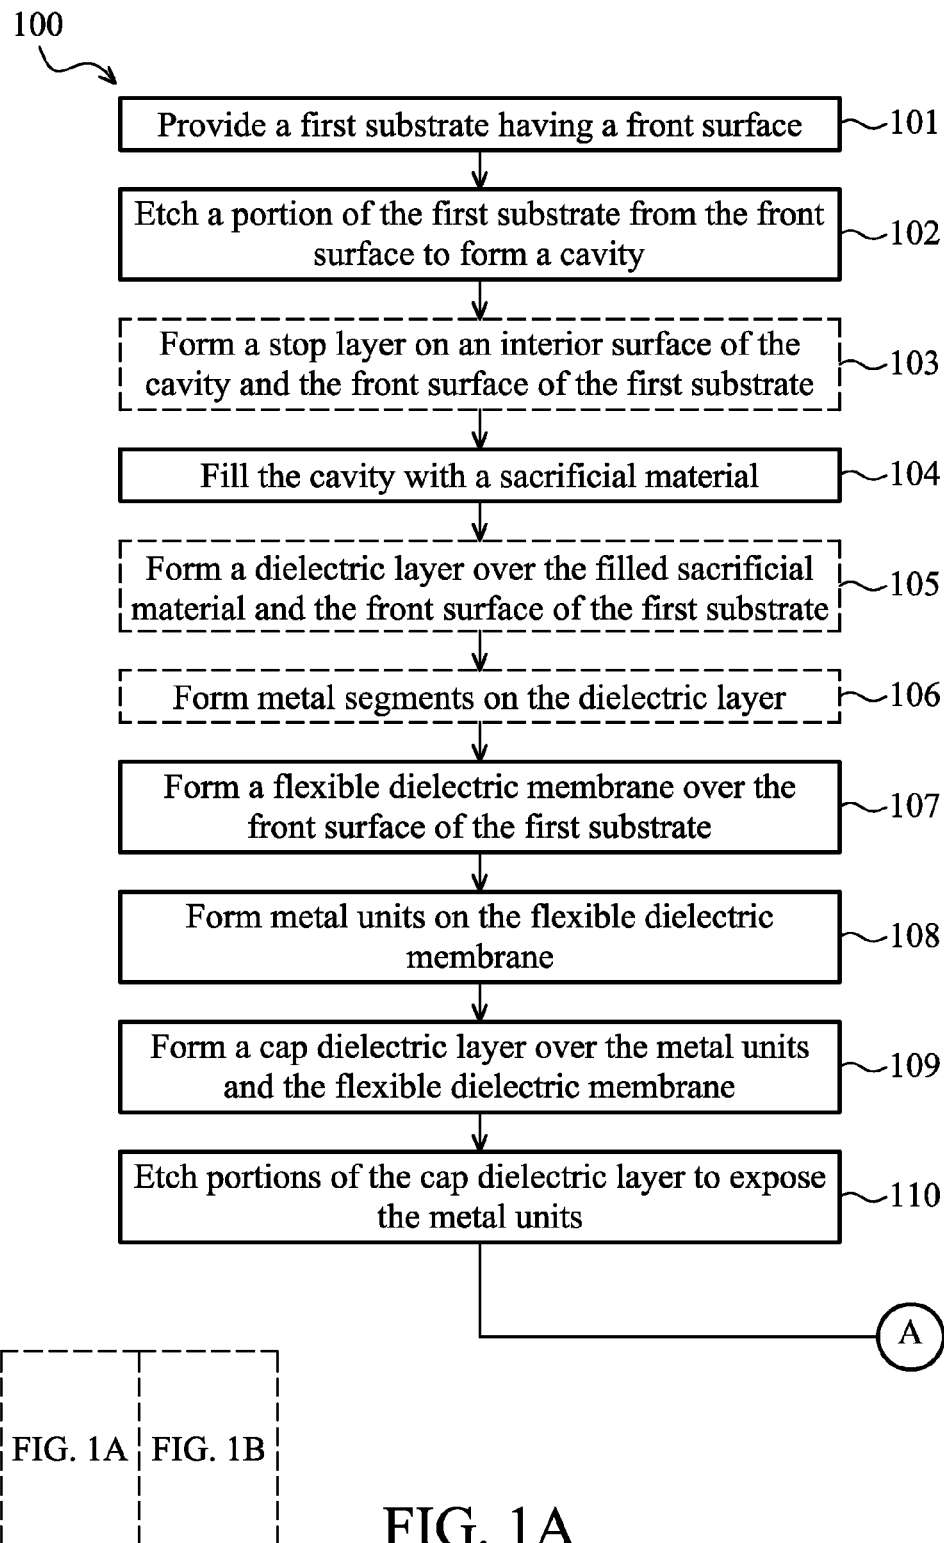 100
Provide a first substrate having a front surface
101
Etch a portion of the first substrate from the front
surface to form a cavity
102
Form a stop layer on an interior surface of the
cavity and the front surface of the first substrate
103
Fill the cavity with a sacrificial material
104
Form a dielectric layer over the filled sacrificial
material and the front surface of the first substrate
105
Form metal segments on the dielectric layer
106
Form a flexible dielectric membrane over the
front surface of the first substrate
107
Form metal units on the flexible dielectric
membrane
108
Form a cap dielectric layer over the metal units
and the flexible dielectric membrane
109
Etch portions of the cap dielectric layer to expose
the metal units
110
A
FIG. 1A
FIG. 1B
FIG. 1A